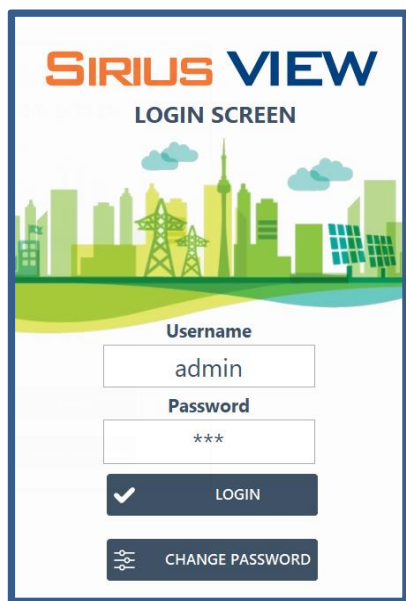 SIRIUS VIEW
LOGIN SCREEN
Username
admin
Password
***
LOGIN
CHANGE PASSWORD